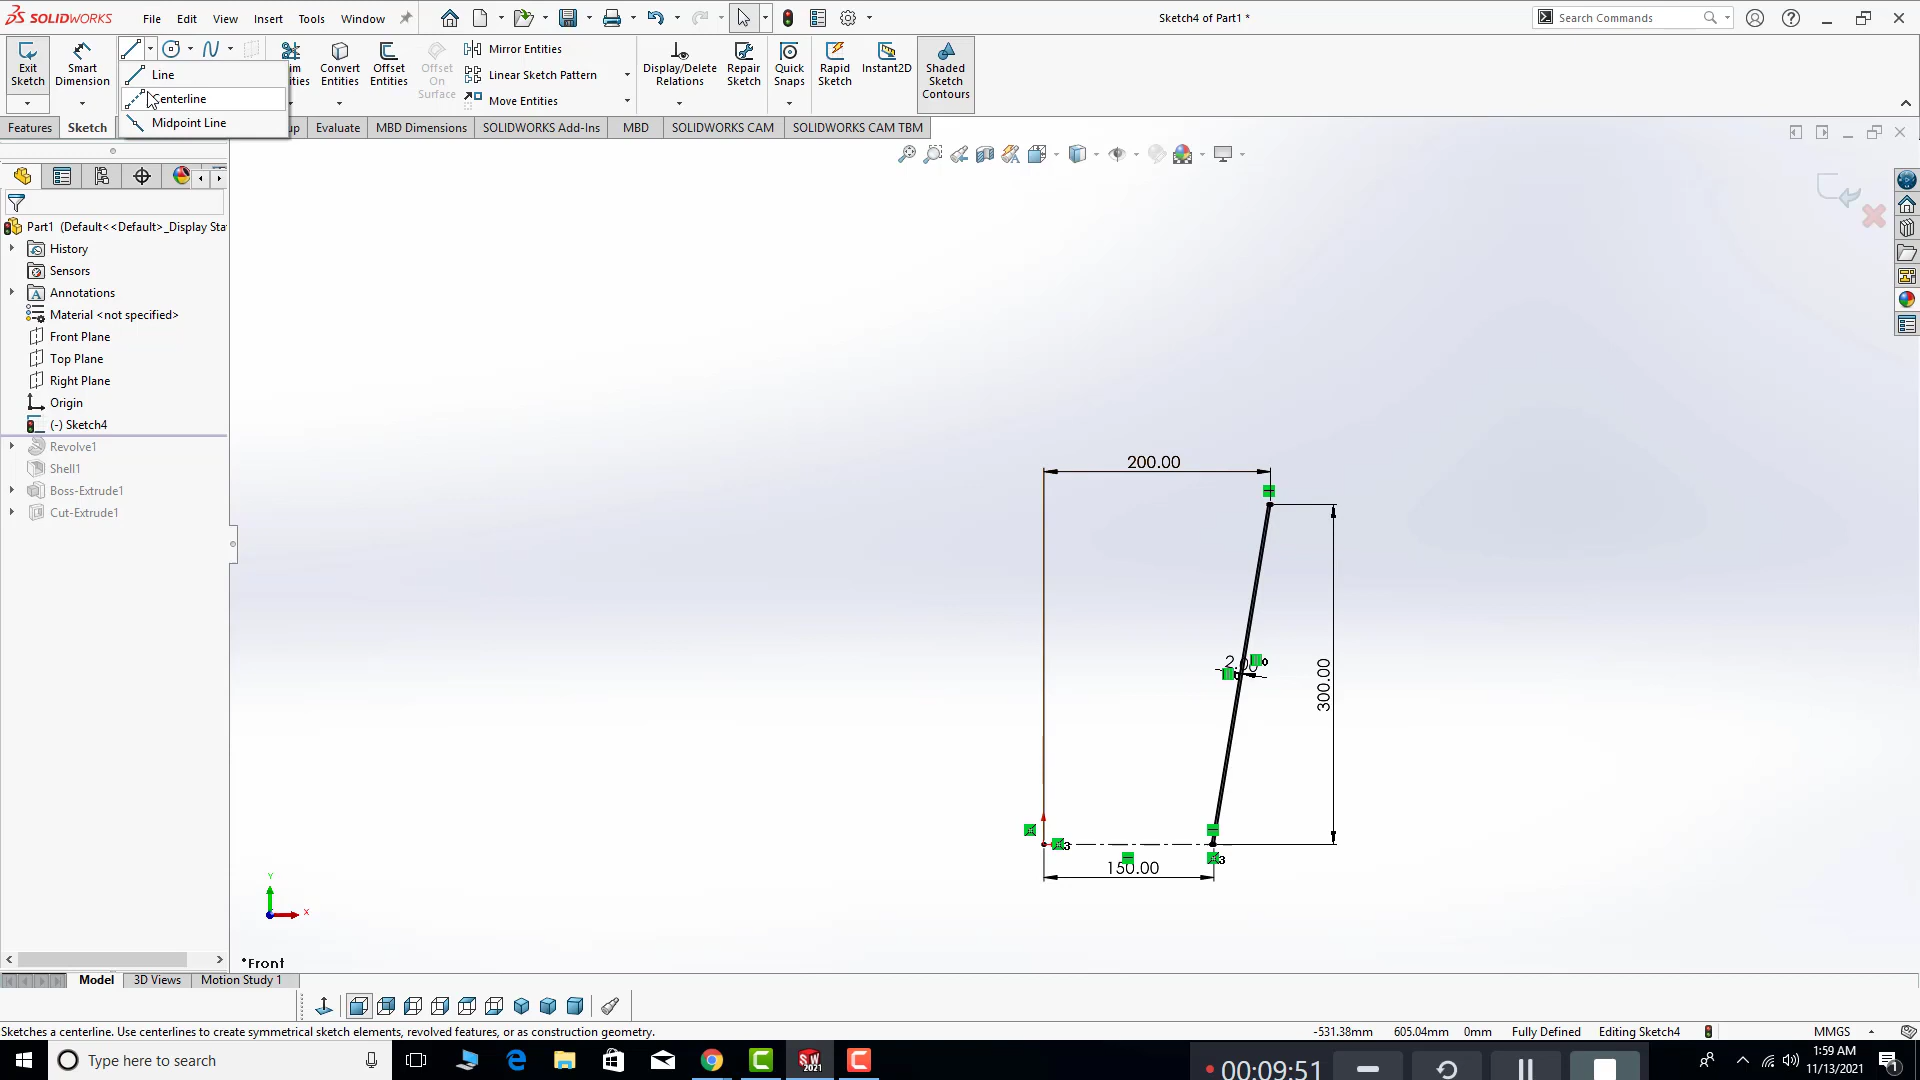 SOLIDWORKS File Edit View Insert Tools Window Sketch4 of Part1 * Search Commands
Exit Sketch
Smart Dimension
Convert Entities
Offset Entities
Offset On Surface
Mirror Entities
Linear Sketch Pattern
Move Entities
Display/Delete Relations
Repair Sketch
Quick Snaps
Rapid Sketch
Instant2D
Shaded Sketch Contours
Line
Centerline
Midpoint Line
Features Sketch Evaluate MBD Dimensions SOLIDWORKS Add-Ins MBD SOLIDWORKS CAM SOLIDWORKS CAM TBM
Part1 (Default<<Default>_Display Sta
History
Sensors
Annotations
Material <not specified>
Front Plane
Top Plane
Right Plane
Origin
(-) Sketch4
Revolve1
Shell1
Boss-Extrude1
Cut-Extrude1
200.00
300.00
150.00
Y
X
*Front
Model 3D Views Motion Study 1
Sketches a centerline. Use centerlines to create symmetrical sketch elements, revolved features, or as construction geometry. -531.38mm 605.04mm 0mm Fully Defined Editing Sketch4 MMGS
Type here to search
SW 2021
00:09:51
1:59 AM
11/13/2021
1